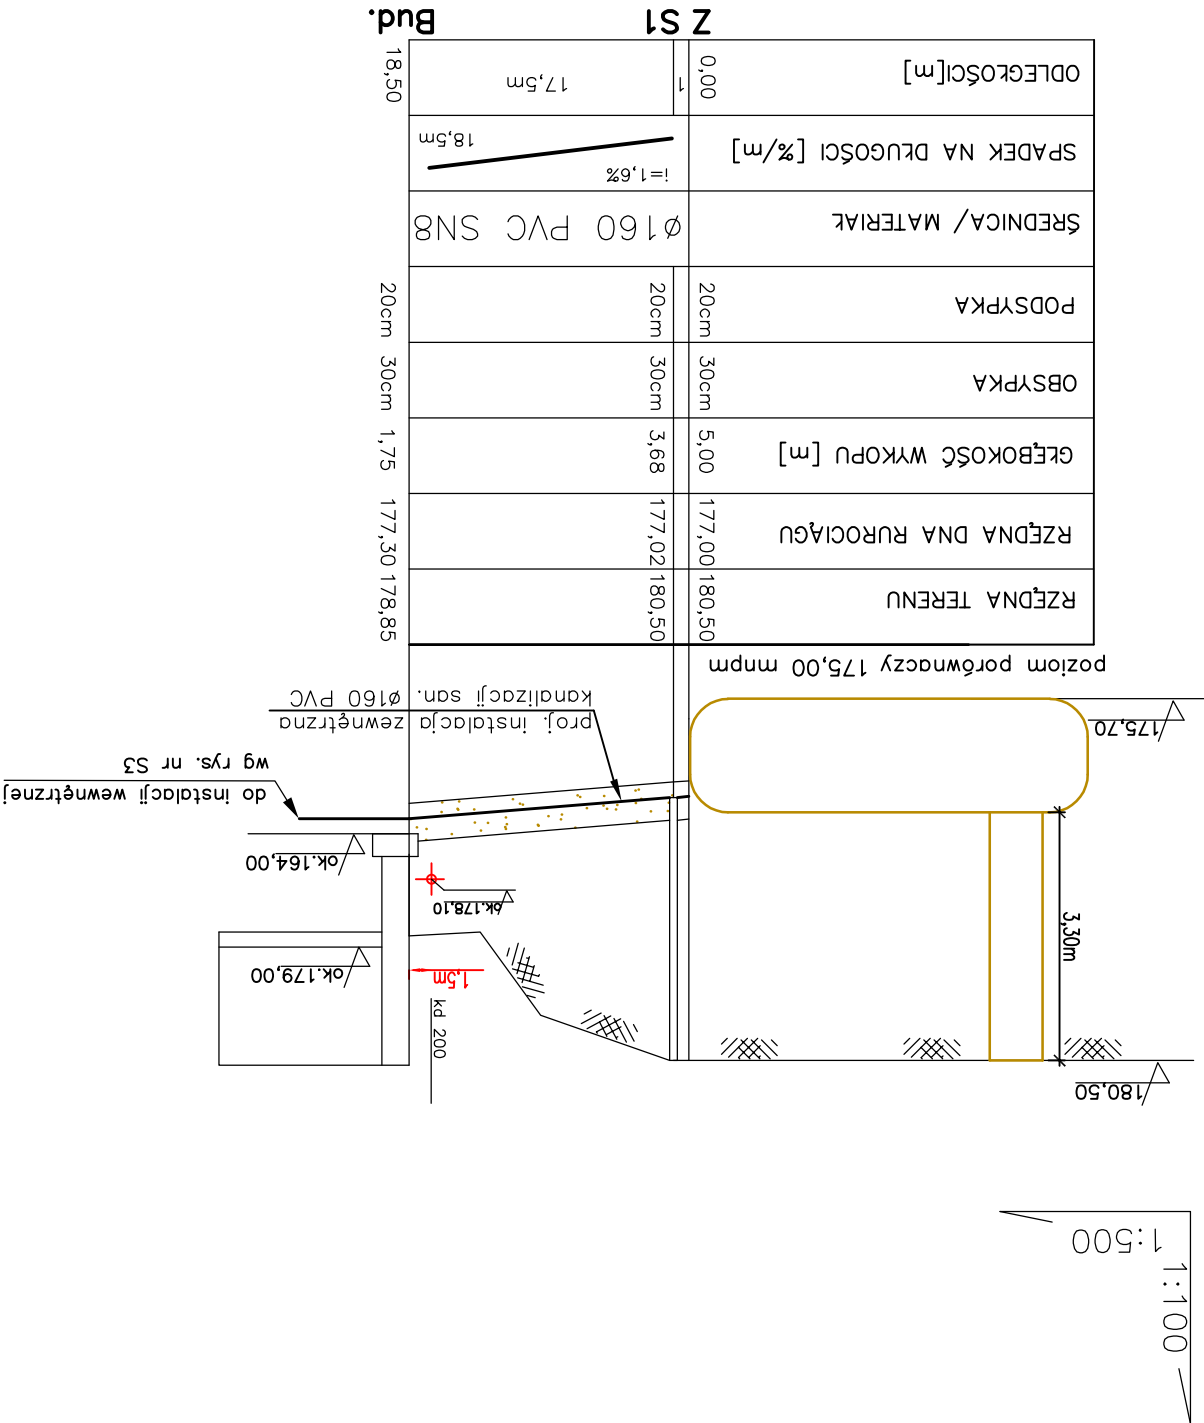 1:100
1:500
180,50
kd 200
1,5m
ok.179,00
3,30m
ok.178,10
ok.164,00
do instalacji wewnętrznej
wg rys. nr S3
175,70
proj. instalacja zewnętrzna
kanalizacji san. ø160 PVC
poziom porównaczy 175,00 mnpm
RZĘDNA TERENU 180,50 180,50 178,85
RZĘDNA DNA RUROCIĄGU 177,00 177,02 177,30
GŁĘBOKOŚĆ WYKOPU [m] 5,00 3,68 1,75
OBSYPKA 30cm 30cm 30cm
PODSYPKA 20cm 20cm 20cm
ŚREDNICA/ MATERIAŁ ø160 PVC SN8
SPADEK NA DŁUGOŚCI [%/m] i=1,6% 18,5m
ODLEGŁOŚCI[m] 0,00 1 17,5m 18,50
Z S1 Bud.